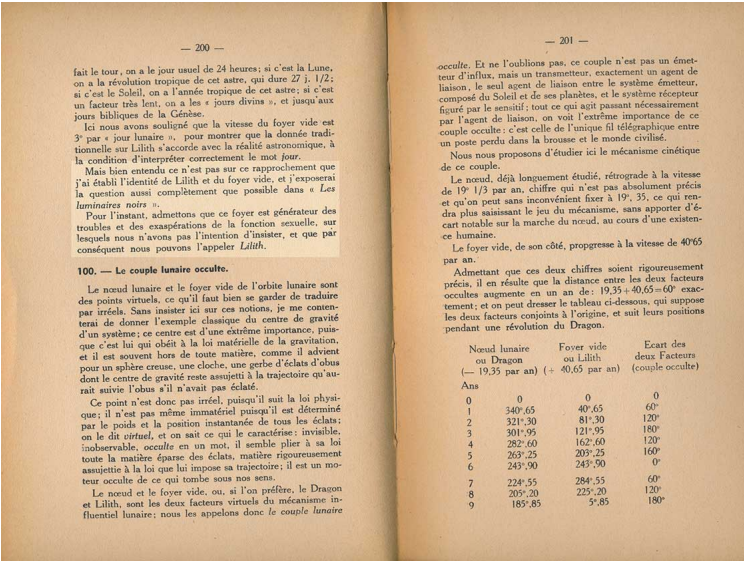 — 200 —
fait le tour, on a le jour usuel de 24 heures; si c'est la Lune,
on a la révolution tropique de cet astre, qui dure 27 j. 1/2;
si c'est le Soleil, on a l'année tropique de cet astre; si c'est
un facteur très lent, on a les « jours divins », et jusqu'aux
jours bibliques de la Génèse.
Ici nous avons souligné que la vitesse du foyer vide est
3° par « jour lunaire », pour montrer que la donnée tradi-
tionnelle sur Lilith s'accorde avec la réalité astronomique, à
la condition d'interpréter correctement le mot jour.
Mais bien entendu ce n'est pas sur ce rapprochement que
j'ai établi l'identité de Lilith et du foyer vide, et j'exposerai
la question aussi complètement que possible dans « Les
luminaires noirs ».
Pour l'instant, admettons que ce foyer est générateur des
troubles et des exaspérations de la fonction sexuelle, sur
lesquels nous n'avons pas l'intention d'insister, et que par
conséquent nous pouvons l'appeler Lilith.
100. — Le couple lunaire occulte.
Le nœud lunaire et le foyer vide de l'orbite lunaire sont
des points virtuels, ce qu'il faut bien se garder de traduire
par irréels. Sans insister ici sur ces notions, je me conten-
terai de donner l'exemple classique du centre de gravité
d'un système; ce centre est d'une extrême importance, puis-
que c'est lui qui obéit à la loi matérielle de la gravitation,
et il est souvent hors de toute matière, comme il advient
pour un sphère creuse, une cloche, une gerbe d'éclats d'obus
dont le centre de gravité reste assujetti à la trajectoire qu'au-
rait suivie l'obus s'il n'avait pas éclaté.
Ce point n'est donc pas irréel, puisqu'il suit la loi physi-
que; il n'est pas même immatériel puisqu'il est déterminé
par le poids et la position instantanée de tous les éclats;
on le dit virtuel, et on sait ce qui le caractérise: invisible,
inobservable, occulte en un mot, il semble plier à sa loi
toute la matière éparse des éclats, matière rigoureusement
assujettie à la loi que lui impose sa trajectoire; il est un mo-
teur occulte de ce qui tombe sous nos sens.
Le nœud et le foyer vide, ou, si l'on préfère, le Dragon
et Lilith, sont les deux facteurs virtuels du mécanisme in-
fluentiel lunaire; nous les appelons donc le couple lunaire
— 201 —
occulte. Et ne l'oublions pas, ce couple n'est pas un émet-
teur d'influx, mais un transmetteur, exactement un agent de
liaison, le seul agent de liaison entre le système émetteur,
composé du Soleil et de ses planètes, et le système récepteur
figuré par le sensitif; tout ce qui agit passant nécessairement
par l'agent de liaison, on voit l'extrême importance de ce
couple occulte : c'est celle de l'unique fil télégraphique entre
un poste perdu dans la brousse et le monde civilisé.
Nous nous proposons d'étudier ici le mécanisme cinétique
de ce couple.
Le nœud, déjà longuement étudié, rétrograde à la vitesse
de 19° 1/3 par an, chiffre qui n'est pas absolument précis
et qu'on peut sans inconvénient fixer à 19°, 35, ce qui ren-
dra plus saisissant le jeu du mécanisme, sans apporter d'é-
cart notable sur la marche du nœud, au cours d'une existen-
ce humaine.
Le foyer vide, de son côté, propgresse à la vitesse de 40°65
par an.
Admettant que ces deux chiffres soient rigoureusement
précis, il en résulte que la distance entre les deux facteurs
occultes augmente en un an de: 19,35+40,65=60° exac-
tement; et on peut dresser le tableau ci-dessous, qui suppose
les deux facteurs conjoints à l'origine, et suit leurs positions
pendant une révolution du Dragon.
Nœud lunaire Foyer vide Ecart des
ou Dragon ou Lilith deux Facteurs
(— 19,35 par an) (+ 40,65 par an) (couple occulte)
Ans
0 0 0 0
1 340°,65 40°,65 60°
2 321°,30 81°,30 120°
3 301°,95 121°,95 180°
4 282°,60 162°,60 120°
5 263°,25 203°,25 160°
6 243°,90 243°,90 0°
7 224°,55 284°,55 60°
8 205°,20 225°,20 120°
9 185°,85 5°,85 180°